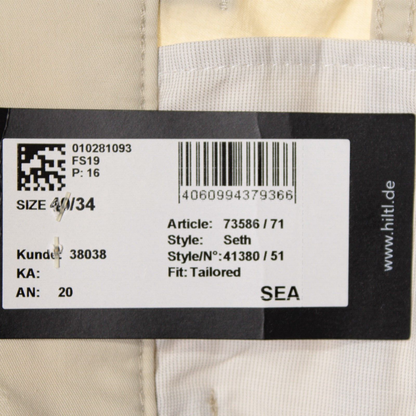 010281093
FS19
P: 16
4060994379366
SIZE 40/34
Article: 73586 / 71
Style: Seth
Kunde: 38038
Style/N°: 41380 / 51
KA:
Fit: Tailored
AN: 20
SEA
www.hiltl.de